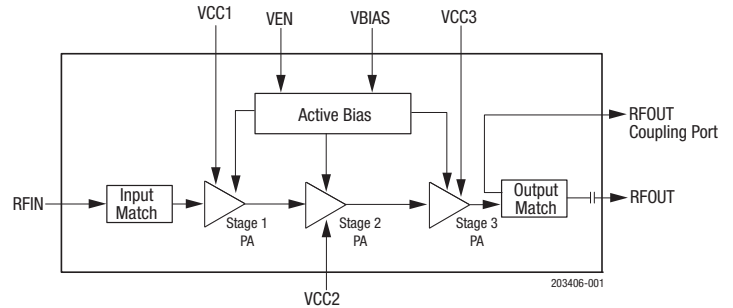 VCC1
VEN
VBIAS
VCC3
Active Bias
RFOUT
Coupling Port
RFIN
Input
Match
Stage 1
PA
Stage 2
PA
Stage 3
PA
Output
Match
RFOUT
VCC2
203406-001